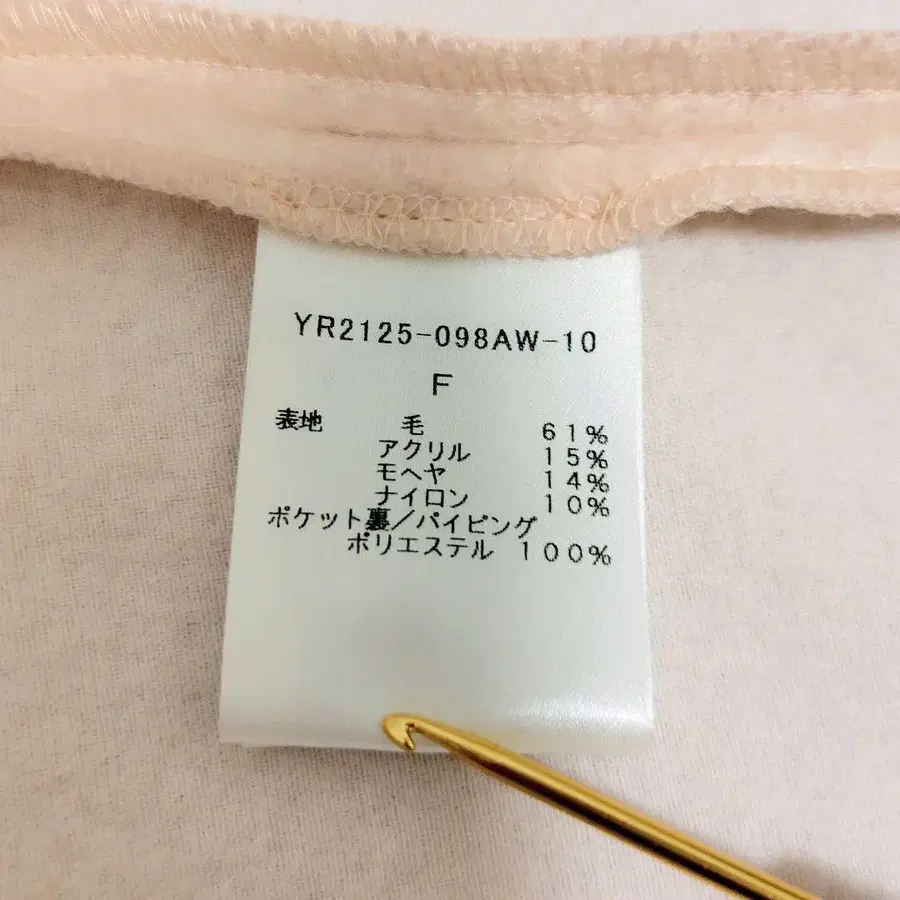 YR2125-098AW-10
F
表地 毛 61%
アクリル 15%
モヘヤ 14%
ナイロン 10%
ポケット裏/パイピング
ポリエステル 100%